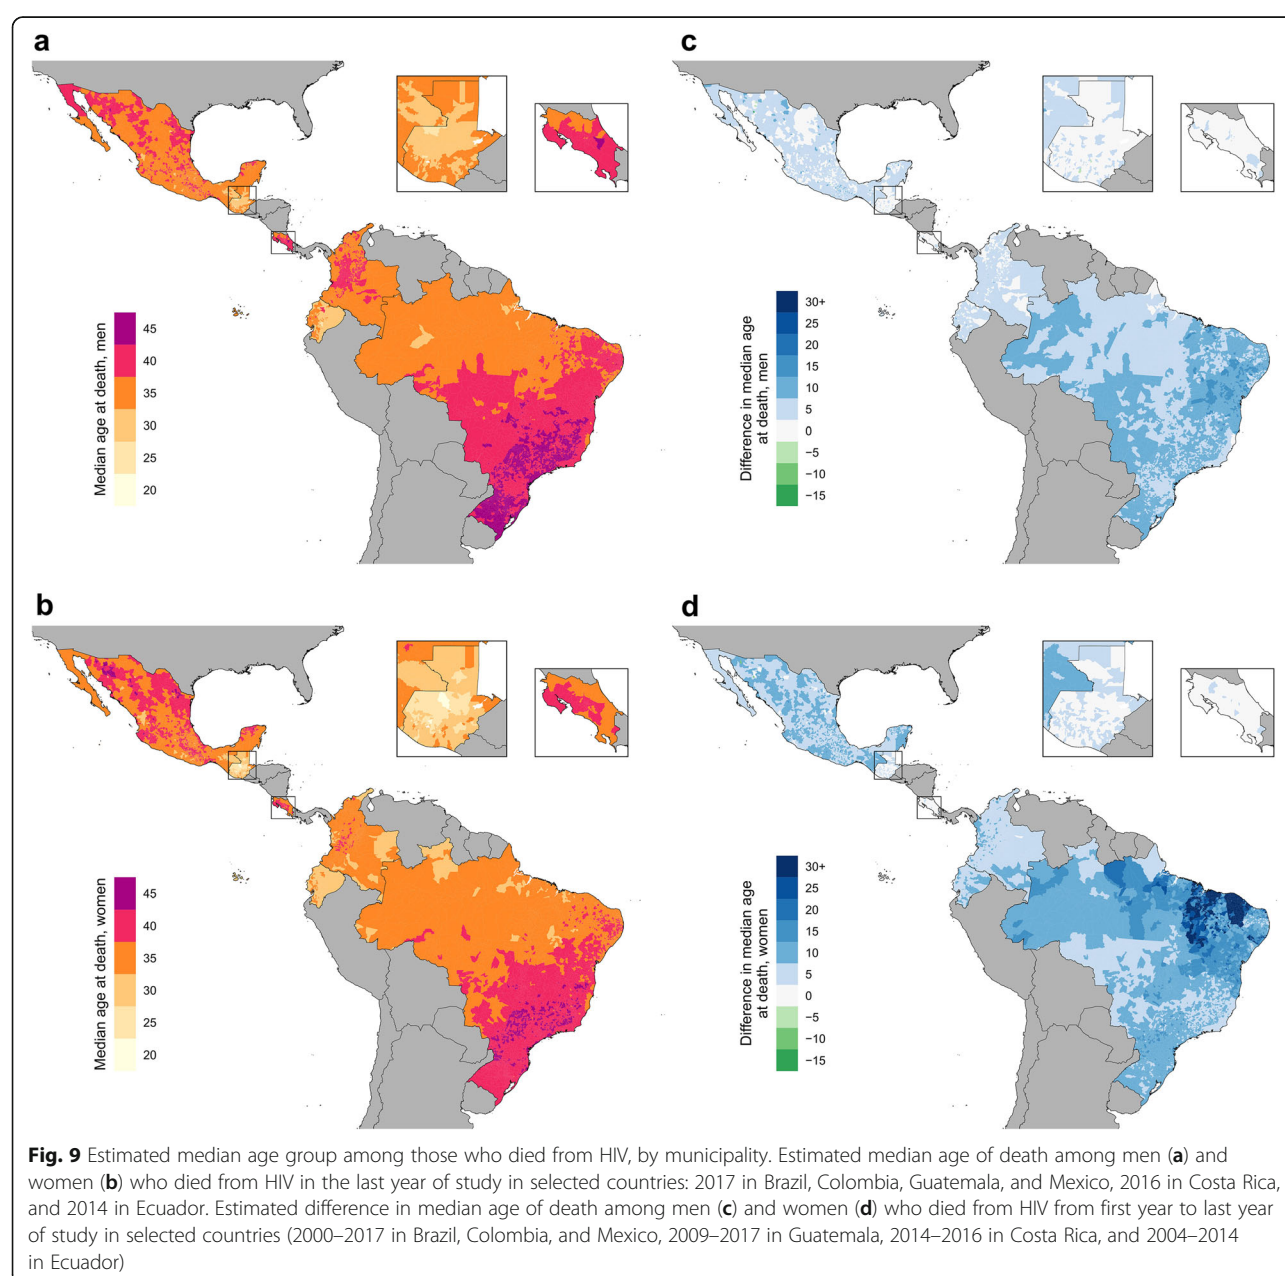 a
Median age at death, men
45
40
35
30
25
20
c
Difference in median age
at death, men
30+
25
20
15
10
5
0
−5
−10
−15
b
Median age at death, women
45
40
35
30
25
20
d
Difference in median age
at death, women
30+
25
20
15
10
5
0
−5
−10
−15
Fig. 9 Estimated median age group among those who died from HIV, by municipality. Estimated median age of death among men (a) and
women (b) who died from HIV in the last year of study in selected countries: 2017 in Brazil, Colombia, Guatemala, and Mexico, 2016 in Costa Rica,
and 2014 in Ecuador. Estimated difference in median age of death among men (c) and women (d) who died from HIV from first year to last year
of study in selected countries (2000–2017 in Brazil, Colombia, and Mexico, 2009–2017 in Guatemala, 2014–2016 in Costa Rica, and 2004–2014
in Ecuador)